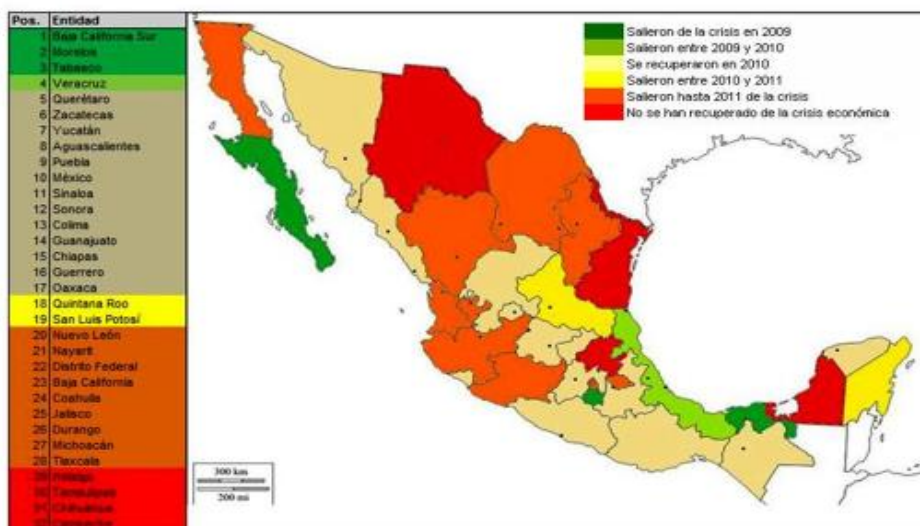 Pos. Entidad
1 Baja California Sur
2 Morelos
3 Tabasco
4 Veracruz
5 Querétaro
6 Zacatecas
7 Yucatán
8 Aguascalientes
9 Puebla
10 México
11 Sinaloa
12 Sonora
13 Colima
14 Guanajuato
15 Chiapas
16 Guerrero
17 Oaxaca
18 Quintana Roo
19 San Luis Potosí
20 Nuevo León
21 Nayarit
22 Distrito Federal
23 Baja California
24 Coahuila
25 Jalisco
26 Durango
27 Michoacán
28 Tlaxcala
29 Hidalgo
30 Tamaulipas
31 Chihuahua
Salieron de la crisis en 2009
Salieron entre 2009 y 2010
Se recuperaron en 2010
Salieron entre 2010 y 2011
Salieron hasta 2011 de la crisis
No se han recuperado de la crisis económica
300 km
200 mi